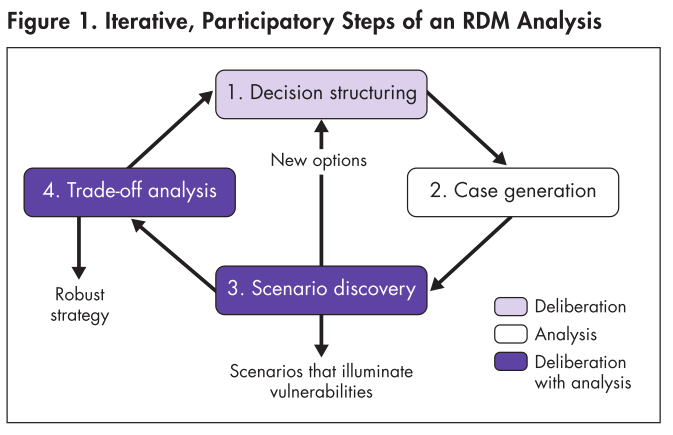 Figure 1. Iterative, Participatory Steps of an RDM Analysis
1. Decision structuring
New options
4. Trade-off analysis
2. Case generation
3. Scenario discovery
Robust
strategy
Scenarios that illuminate
vulnerabilities
Deliberation
Analysis
Deliberation
with analysis